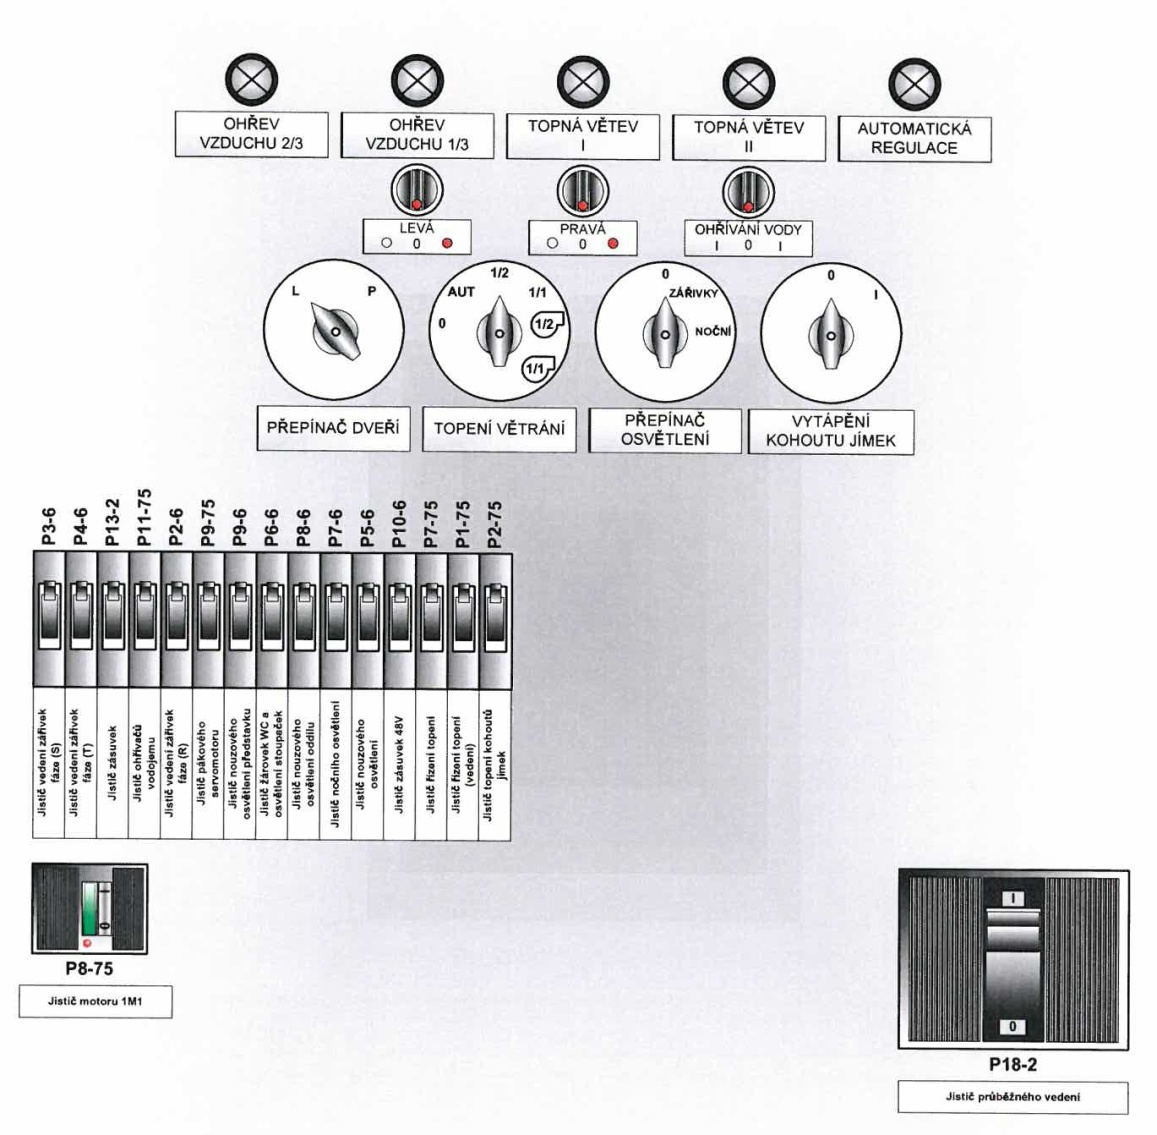 OHŘEV
VZDUCHU 2/3
OHŘEV
VZDUCHU 1/3
TOPNÁ VĚTEV
I
TOPNÁ VĚTEV
II
AUTOMATICKÁ
REGULACE
LEVÁ
0
PRAVÁ
0
OHŘÍVÁNÍ VODY
I 0 I
L P
0 AUT 1/2 1/1 1/2 1/1
0
ZÁŘIVKY
NOČNÍ
0
I
PŘEPÍNAČ DVEŘÍ
TOPENÍ VĚTRÁNÍ
PŘEPÍNAČ
OSVĚTLENÍ
VYTÁPĚNÍ
KOHOUTU JÍMEK
P3-6
P4-6
P13-2
P11-75
P2-6
P9-75
P9-6
P6-6
P8-6
P7-6
P5-6
P10-6
P7-75
P1-75
P2-75
Jistič vedení zářivek
fáze (S)
Jistič vedení zářivek
fáze (T)
Jistič zásuvek
Jistič ohřívačů
vodojemu
Jistič vedení zářivek
fáze (R)
Jistič pákového
servomotoru
Jistič nouzového
osvětlení představku
Jistič žárovek WC a
osvětlení stoupaček
Jistič nouzového
osvětlení oddílu
Jistič nočního osvětlení
Jistič nouzového
osvětlení
Jistič zásuvek 48V
Jistič řízení topení
Jistič řízení topení
(vedení)
Jistič topení kohoutů
jímek
I
0
P8-75
Jistič motoru 1M1
I
0
P18-2
Jistič průběžného vedení